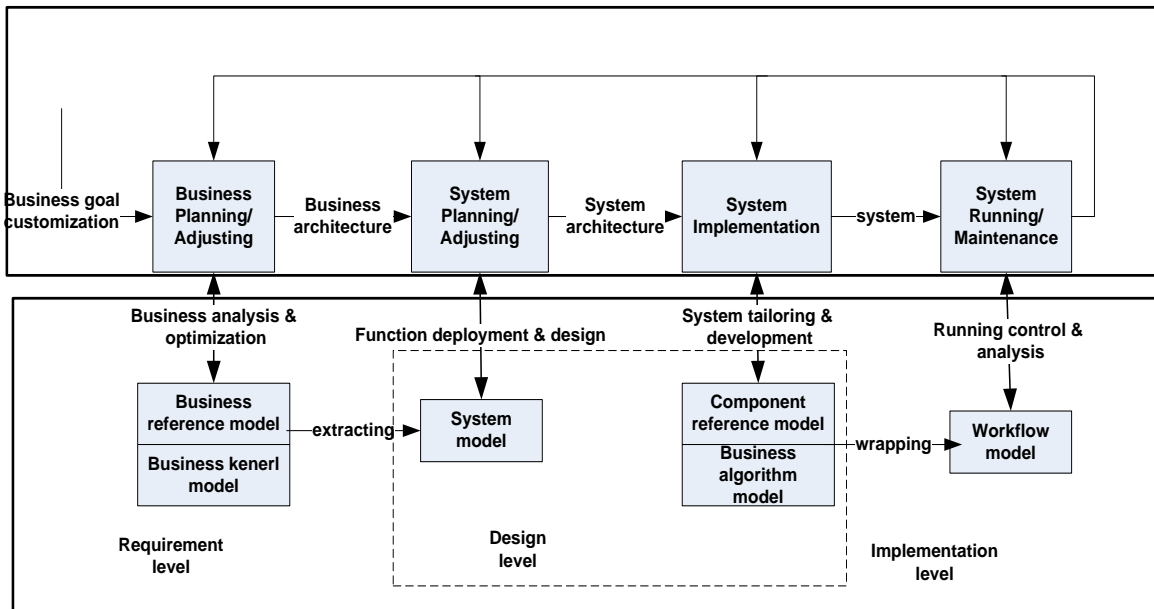 Business goal
customization
Business
Planning/
Adjusting
Business
architecture
System
Planning/
Adjusting
System
architecture
System
Implementation
system
System
Running/
Maintenance
Business analysis &
optimization
Function deployment & design
System tailoring &
development
Running control &
analysis
Business
reference model
Business kenerl
model
extracting
System
model
Component
reference model
Business
algorithm
model
wrapping
Workflow
model
Requirement
level
Design
level
Implementation
level